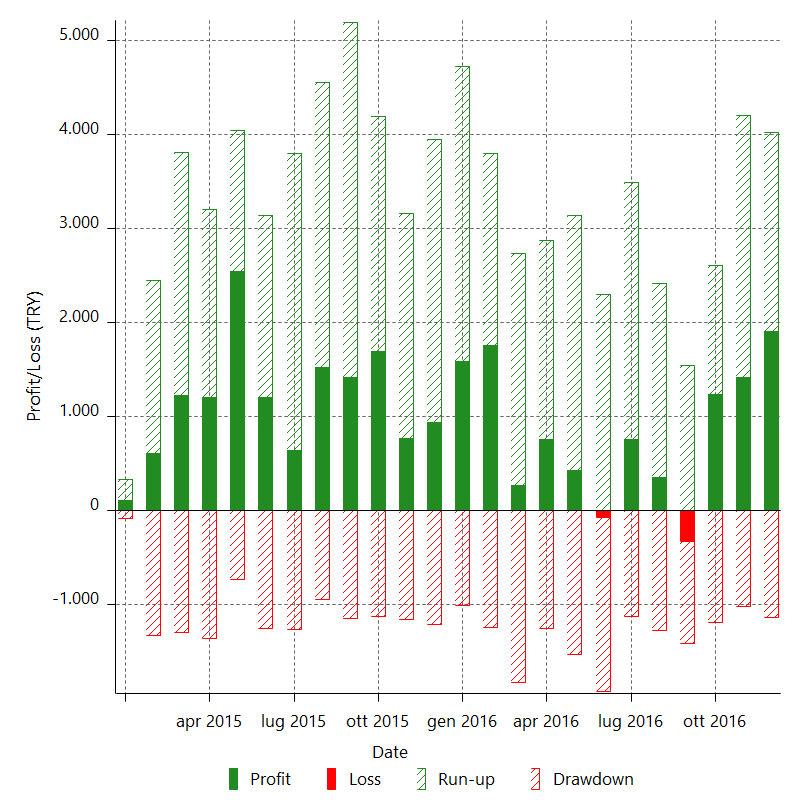 5.000
4.000
3.000
2.000
1.000
0
-1.000
Profit/Loss (TRY)
apr 2015 lug 2015 ott 2015 gen 2016 apr 2016 lug 2016 ott 2016
Date
Profit Loss Run-up Drawdown